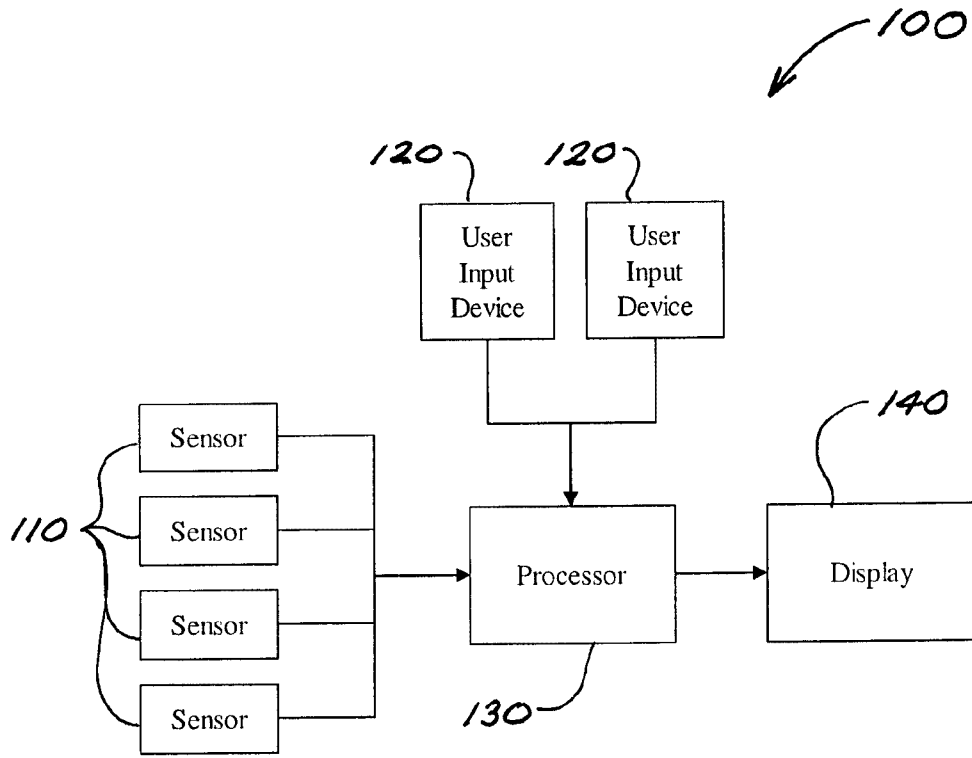 100
120 120
User
Input
Device
User
Input
Device
140
Sensor
Sensor
110
Sensor
Sensor
Processor
Display
130